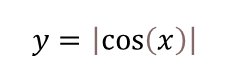 y = |cos(x)|